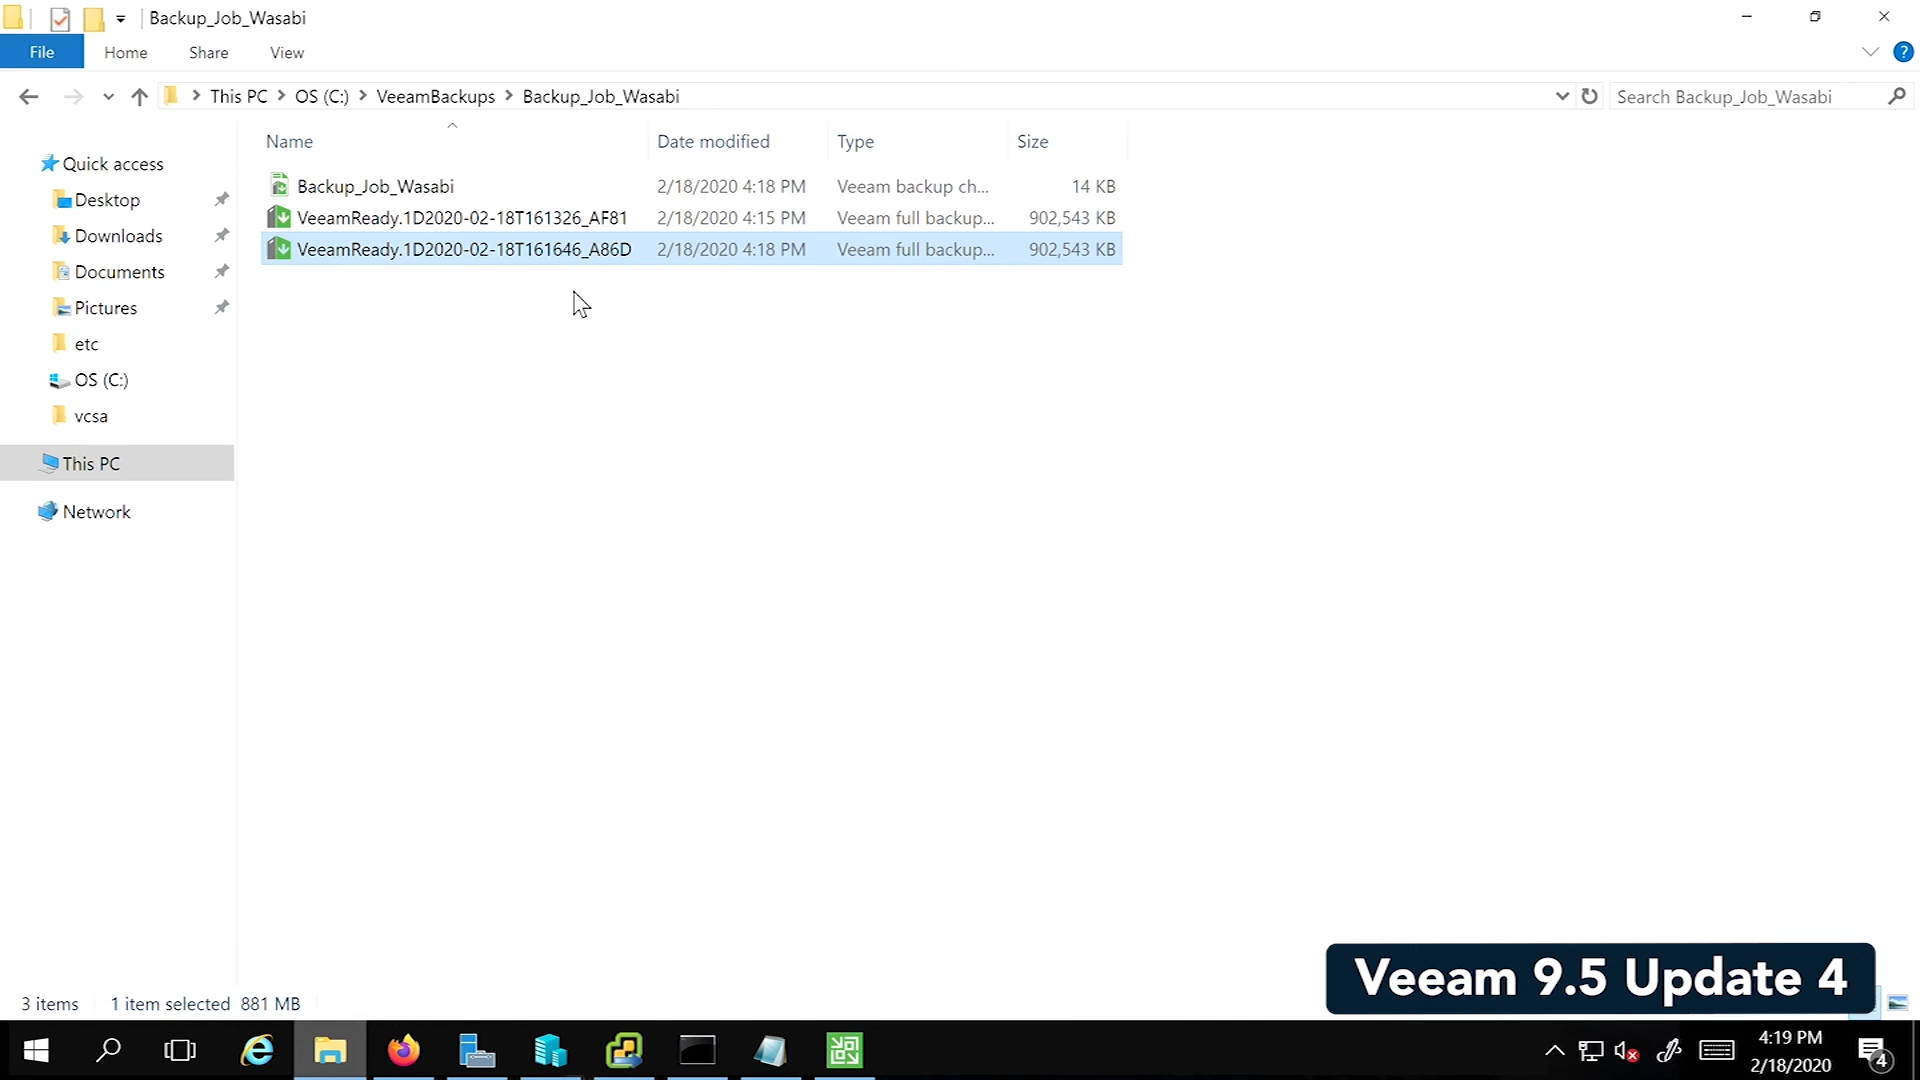 Backup_Job_Wasabi
File Home Share View
This PC OS (C:) VeeamBackups Backup_Job_Wasabi Search Backup_Job_Wasabi
Name Date modified Type Size
Quick access
Desktop
Downloads
Documents
Pictures
etc
OS (C:)
vcsa
This PC
Network
Backup_Job_Wasabi 2/18/2020 4:18 PM Veeam backup ch... 14 KB
VeeamReady.1D2020-02-18T161326_AF81 2/18/2020 4:15 PM Veeam full backup... 902,543 KB
VeeamReady.1D2020-02-18T161646_A86D 2/18/2020 4:18 PM Veeam full backup... 902,543 KB
Veeam 9.5 Update 4
3 items 1 item selected 881 MB
4:19 PM
2/18/2020
4